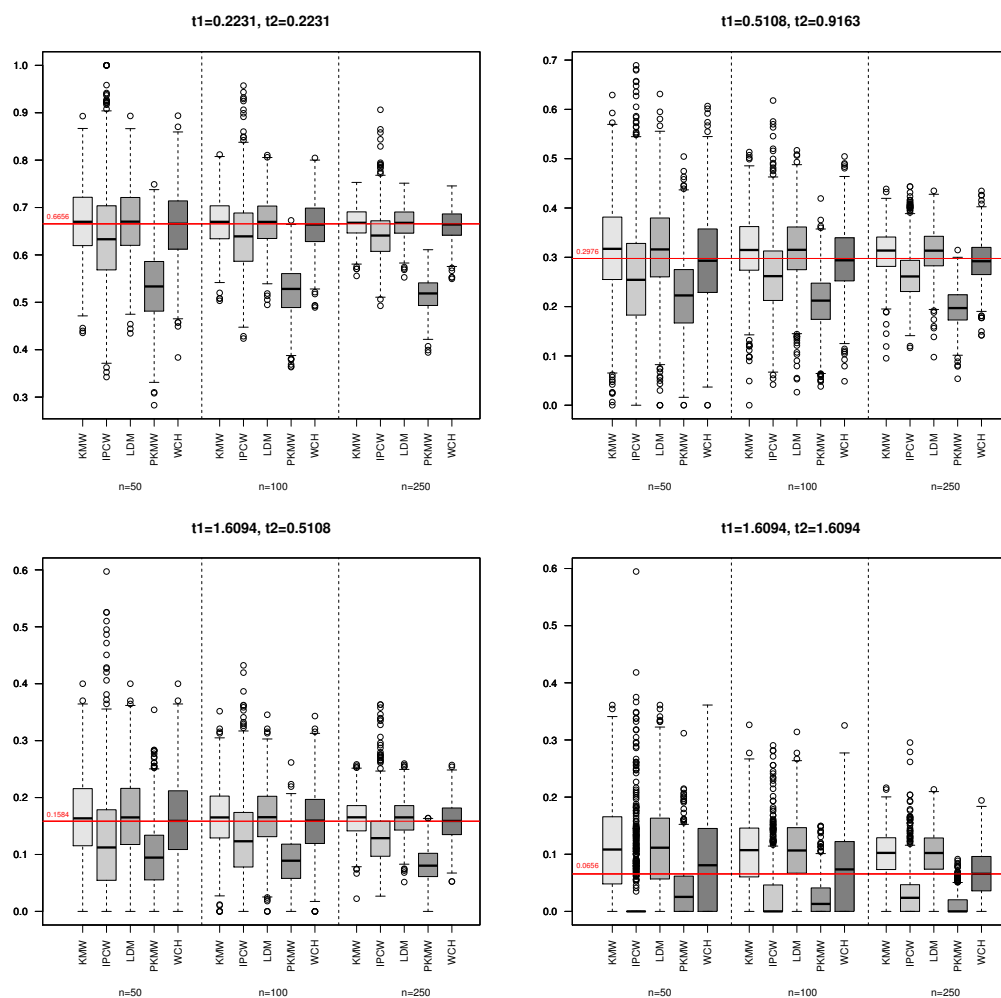 t1=0.2231, t2=0.2231
1.0
0.9
0.8
0.7
0.6
0.5
0.4
0.3
0.6656
KMW IPCW LDM PKMW WCH KMW IPCW LDM PKMW WCH KMW IPCW LDM PKMW WCH
n=50 n=100 n=250
t1=0.5108, t2=0.9163
0.7
0.6
0.5
0.4
0.3
0.2
0.1
0.0
0.2976
KMW IPCW LDM PKMW WCH KMW IPCW LDM PKMW WCH KMW IPCW LDM PKMW WCH
n=50 n=100 n=250
t1=1.6094, t2=0.5108
0.6
0.5
0.4
0.3
0.2
0.1
0.0
0.1584
KMW IPCW LDM PKMW WCH KMW IPCW LDM PKMW WCH KMW IPCW LDM PKMW WCH
n=50 n=100 n=250
t1=1.6094, t2=1.6094
0.6
0.5
0.4
0.3
0.2
0.1
0.0
0.0656
KMW IPCW LDM PKMW WCH KMW IPCW LDM PKMW WCH KMW IPCW LDM PKMW WCH
n=50 n=100 n=250